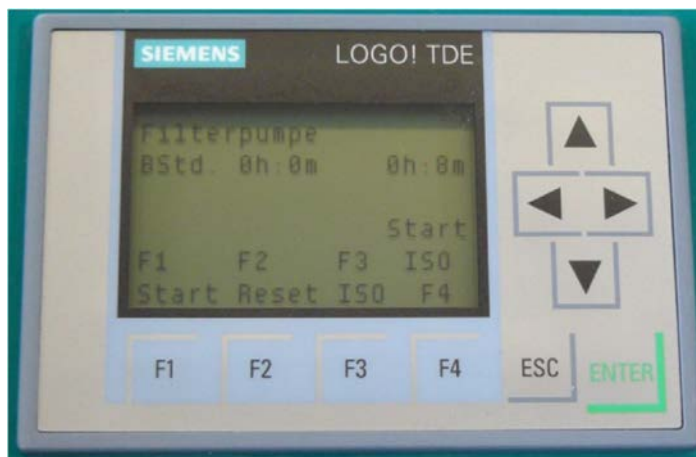 SIEMENS LOGO! TDE
Filterpumpe
BStd. 0h:0m 0h:8m
Start
F1 F2 F3 ISO
Start Reset ISO F4
F1 F2 F3 F4 ESC ENTER